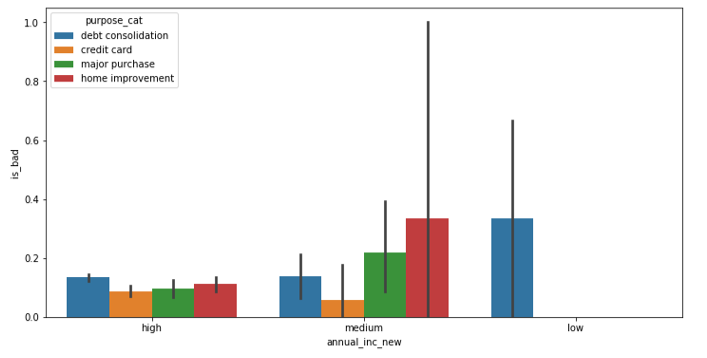 purpose_cat
debt consolidation
credit card
major purchase
home improvement
1.0
0.8
0.6
0.4
0.2
0.0
is_bad
high
medium
low
annual_inc_new